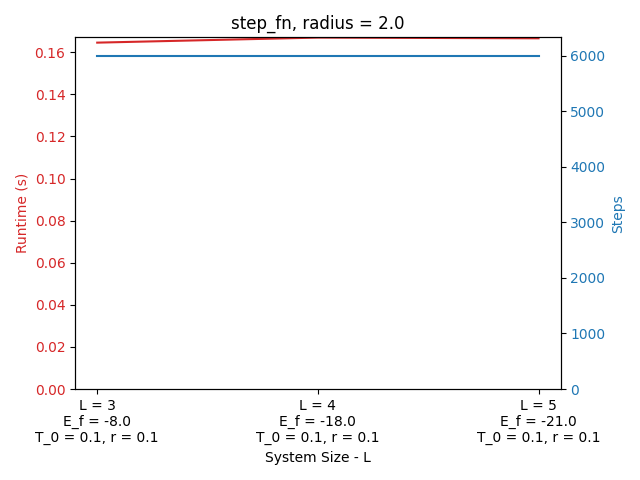 step_fn, radius = 2.0
Runtime (s)
0.16
0.14
0.12
0.10
0.08
0.06
0.04
0.02
0.00
6000
5000
4000
3000
2000
1000
0
Steps
L = 3
E_f = -8.0
T_0 = 0.1, r = 0.1
L = 4
E_f = -18.0
T_0 = 0.1, r = 0.1
L = 5
E_f = -21.0
T_0 = 0.1, r = 0.1
System Size - L